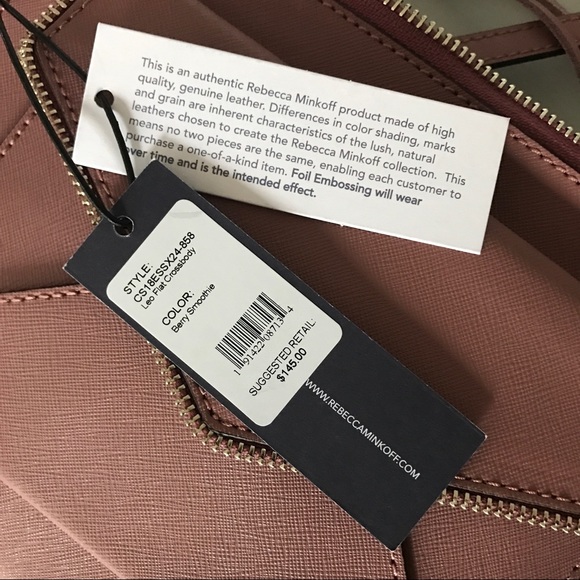 This is an authentic Rebecca Minkoff product made of high
quality, genuine leather. Differences in color shading, marks
and grain are inherent characteristics of the lush, natural
leathers chosen to create the Rebecca Minkoff collection. This
means no two pieces are the same, enabling each customer to
purchase a one-of-a-kind item. Foil Embossing will wear
over time and is the intended effect.
STYLE:
CS18ESSX24-858
Leo Flat Crossbody
COLOR:
Berry Smoothie
1 91422 08713 4
SUGGESTED RETAIL:
$145.00
WWW.REBECCAMINKOFF.COM